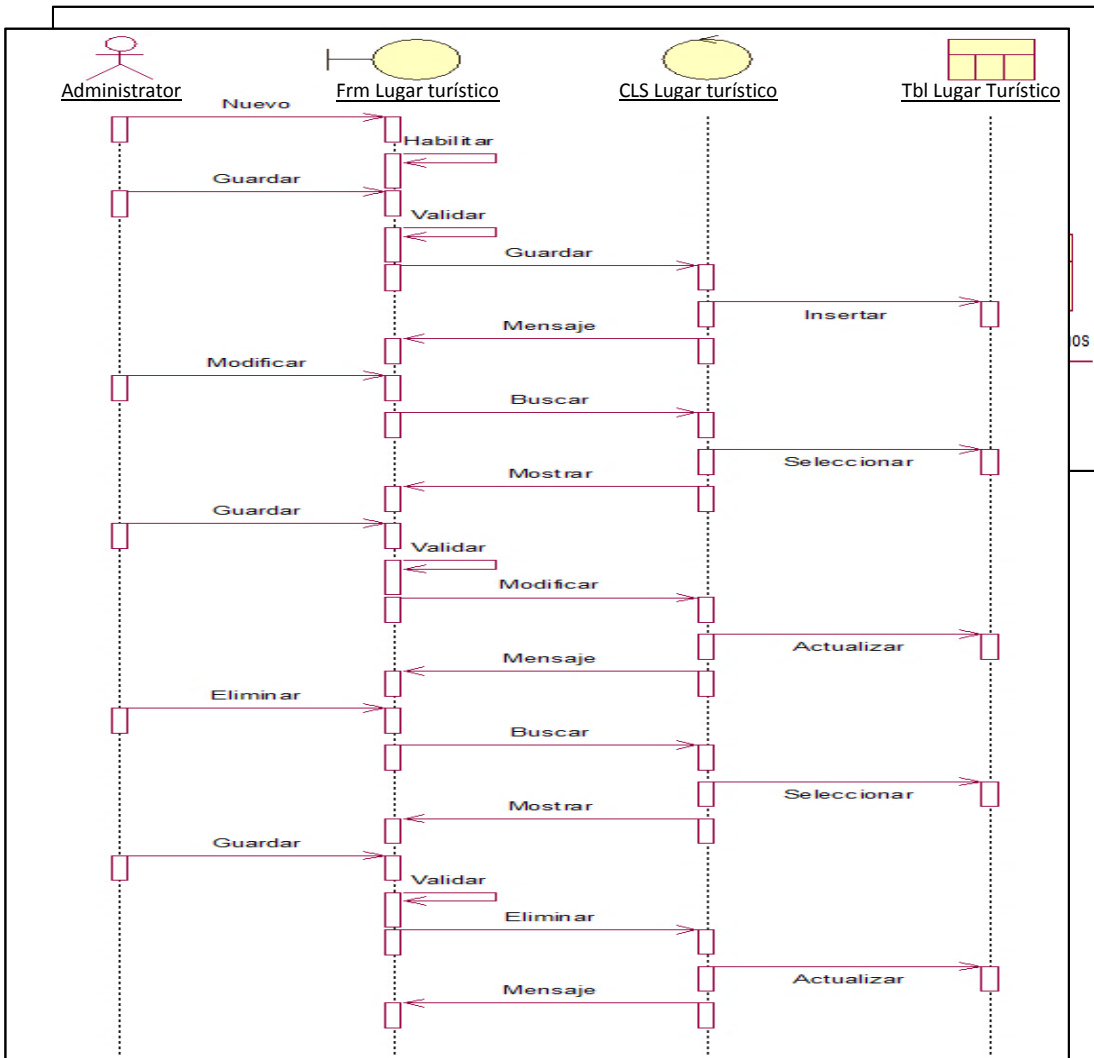 Administrator
Frm Lugar turístico
CLS Lugar turístico
Tbl Lugar Turístico
Nuevo
Habilitar
Guardar
Validar
Guardar
Insertar
Mensaje
os
Modificar
Buscar
Seleccionar
Mostrar
Guardar
Validar
Modificar
Actualizar
Mensaje
Eliminar
Buscar
Seleccionar
Mostrar
Guardar
Validar
Eliminar
Actualizar
Mensaje